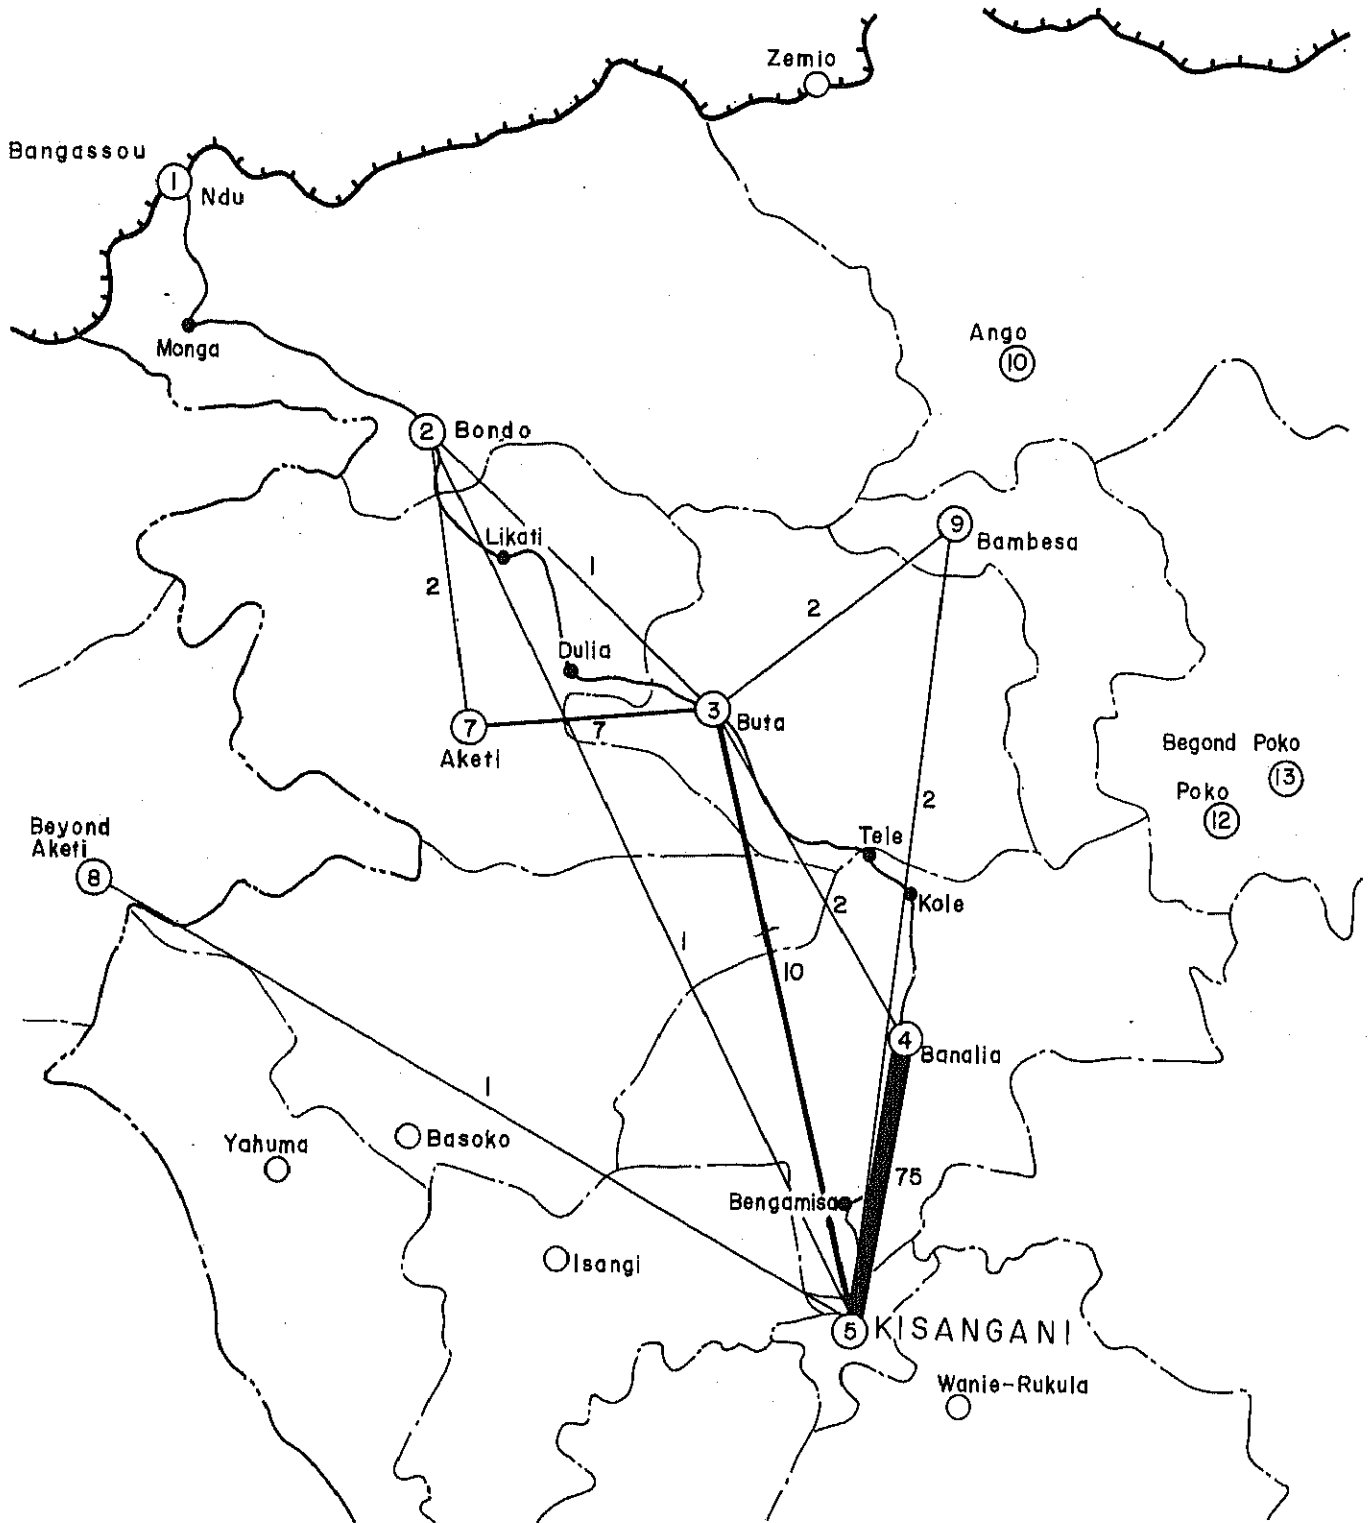 Zemio
Bangassou
1
Ndu
Ango
10
Monga
2 Bondo
9
Bambesa
Likati
1
2
2
Dulia
3
Buta
7
7
Aketi
Begond Poko
13
Poko
12
2
Beyond
Aketi
8
Tele
Kole
2
1
10
4
Banalia
1
Yahuma
Basoko
75
Bengamisa
Isangi
5 KISANGANI
Wanie-Rukula